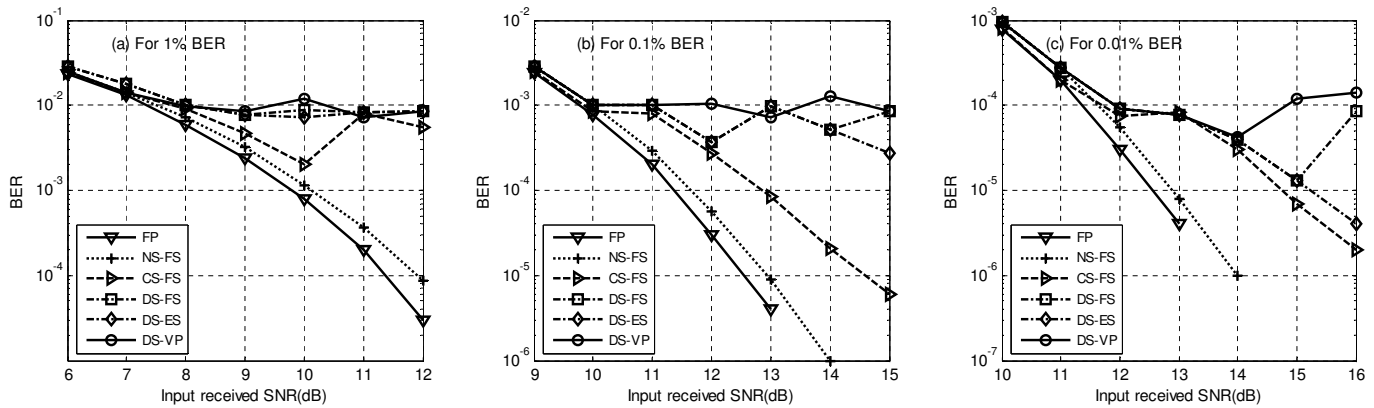 (a) For 1% BER
BER
10^-1
10^-2
10^-3
10^-4
FP
NS-FS
CS-FS
DS-FS
DS-ES
DS-VP
6 7 8 9 10 11 12
Input received SNR(dB)
(b) For 0.1% BER
BER
10^-2
10^-3
10^-4
10^-5
10^-6
FP
NS-FS
CS-FS
DS-FS
DS-ES
DS-VP
9 10 11 12 13 14 15
Input received SNR(dB)
(c) For 0.01% BER
BER
10^-3
10^-4
10^-5
10^-6
10^-7
FP
NS-FS
CS-FS
DS-FS
DS-ES
DS-VP
10 11 12 13 14 15 16
Input received SNR(dB)